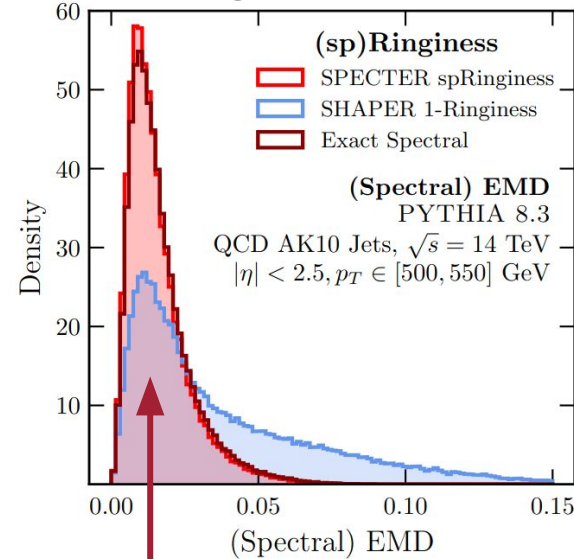 60
50
40
30
20
10
Density
(sp)Ringiness
SPECTER spRinginess
SHAPER 1-Ringiness
Exact Spectral
(Spectral) EMD
PYTHIA 8.3
QCD AK10 Jets, √s = 14 TeV
|η| < 2.5, p_T ∈ [500, 550] GeV
0.00 0.05 0.10 0.15
(Spectral) EMD